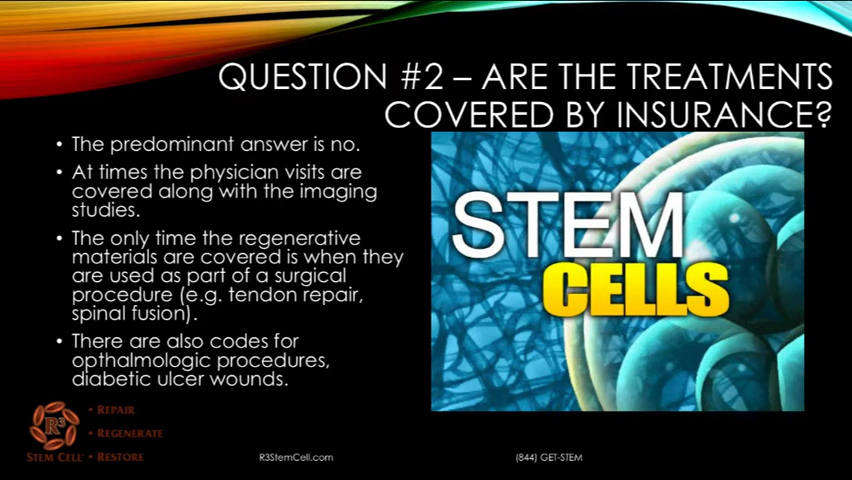 QUESTION #2 – ARE THE TREATMENTS
COVERED BY INSURANCE?
• The predominant answer is no.
• At times the physician visits are
covered along with the imaging
studies.
• The only time the regenerative
materials are covered is when they
are used as part of a surgical
procedure (e.g. tendon repair,
spinal fusion).
• There are also codes for
opthalmologic procedures,
diabetic ulcer wounds.
STEM
CELLS
R3
STEM CELL
• REPAIR
• REGENERATE
• RESTORE
R3StemCell.com
(844) GET-STEM